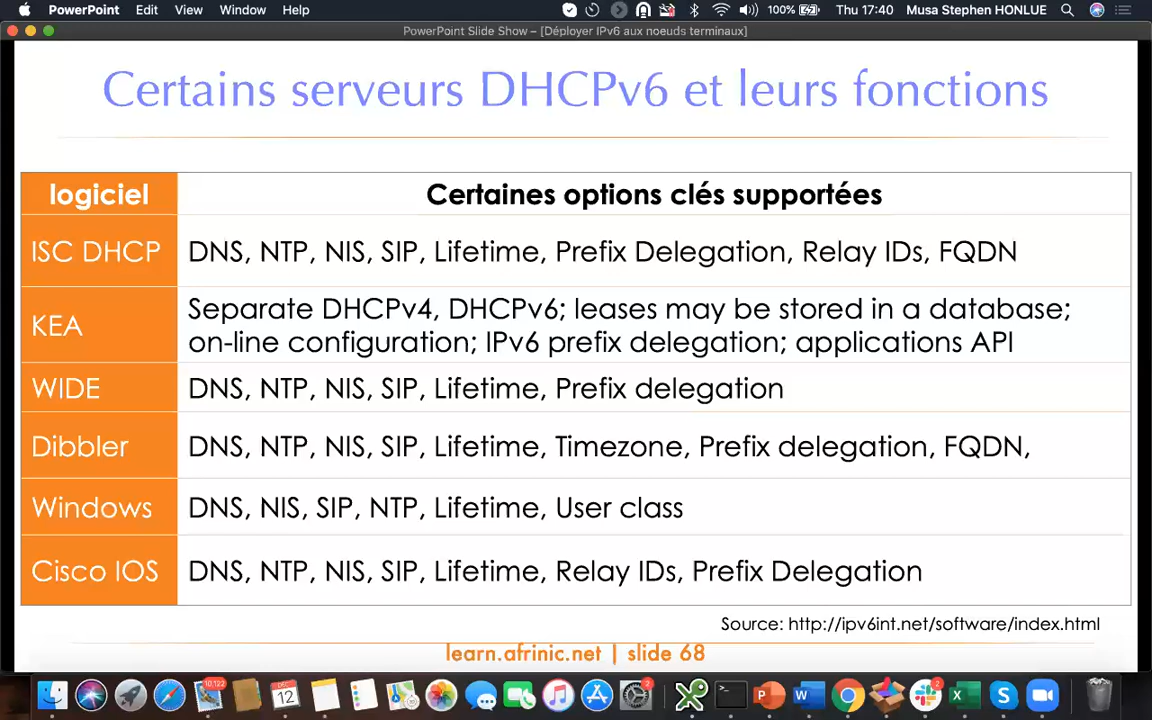 PowerPoint Edit View Window Help 100% Thu 17:40 Musa Stephen HONLUE
PowerPoint Slide Show – [Déployer IPv6 aux noeuds terminaux]
Certains serveurs DHCPv6 et leurs fonctions
logiciel Certaines options clés supportées
ISC DHCP DNS, NTP, NIS, SIP, Lifetime, Prefix Delegation, Relay IDs, FQDN
KEA Separate DHCPv4, DHCPv6; leases may be stored in a database;
on-line configuration; IPv6 prefix delegation; applications API
WIDE DNS, NTP, NIS, SIP, Lifetime, Prefix delegation
Dibbler DNS, NTP, NIS, SIP, Lifetime, Timezone, Prefix delegation, FQDN,
Windows DNS, NIS, SIP, NTP, Lifetime, User class
Cisco IOS DNS, NTP, NIS, SIP, Lifetime, Relay IDs, Prefix Delegation
Source: http://ipv6int.net/software/index.html
learn.afrinic.net | slide 68
10,122
DEC
12
2
2